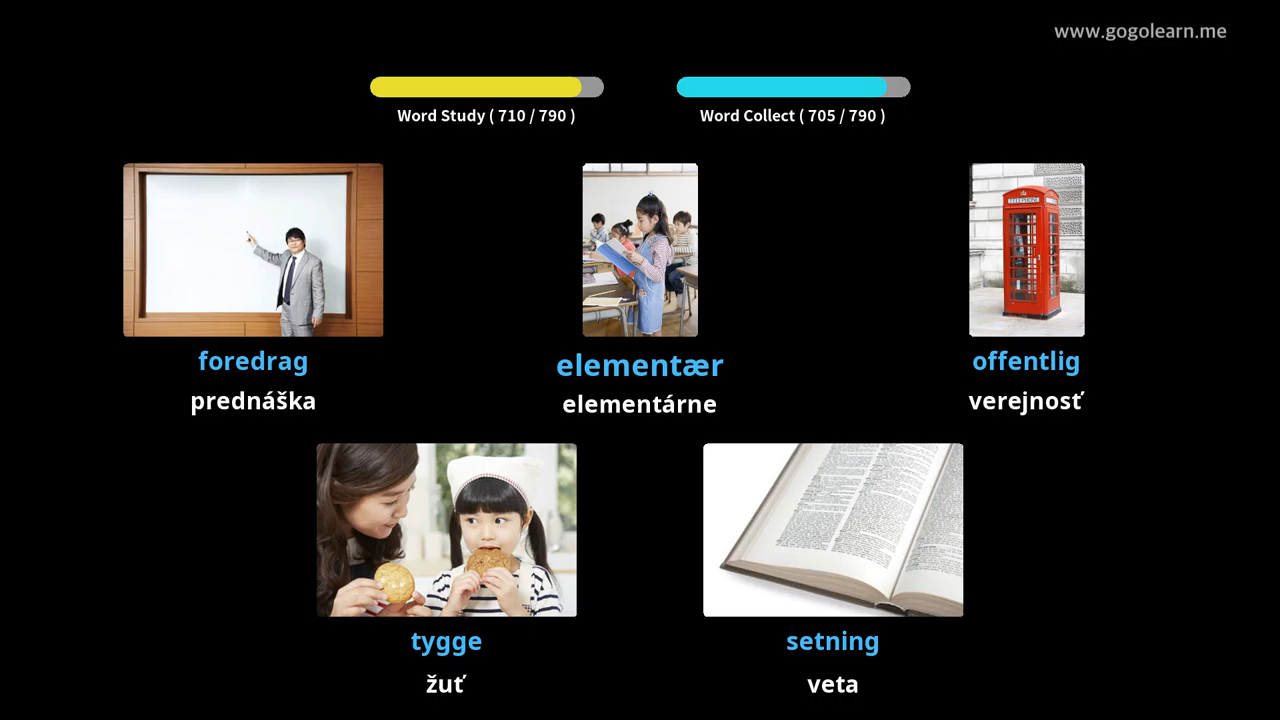 www.gogolearn.me
Word Study ( 710 / 790 )
Word Collect ( 705 / 790 )
TELEPHONE
foredrag
elementær
offentlig
prednáška
elementárne
verejnosť
tygge
setning
žuť
veta